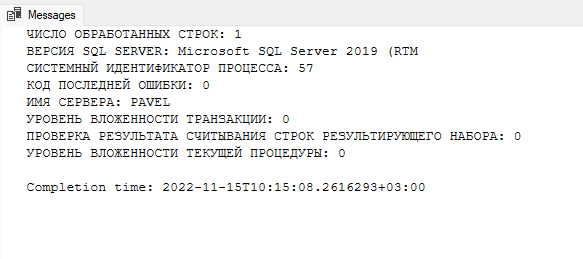 Messages
ЧИСЛО ОБРАБОТАННЫХ СТРОК: 1
ВЕРСИЯ SQL SERVER: Microsoft SQL Server 2019 (RTM
СИСТЕМНЫЙ ИДЕНТИФИКАТОР ПРОЦЕССА: 57
КОД ПОСЛЕДНЕЙ ОШИБКИ: 0
ИМЯ СЕРВЕРА: PAVEL
УРОВЕНЬ ВЛОЖЕННОСТИ ТРАНЗАКЦИИ: 0
ПРОВЕРКА РЕЗУЛЬТАТА СЧИТЫВАНИЯ СТРОК РЕЗУЛЬТИРУЮЩЕГО НАБОРА: 0
УРОВЕНЬ ВЛОЖЕННОСТИ ТЕКУЩЕЙ ПРОЦЕДУРЫ: 0
Completion time: 2022-11-15T10:15:08.2616293+03:00